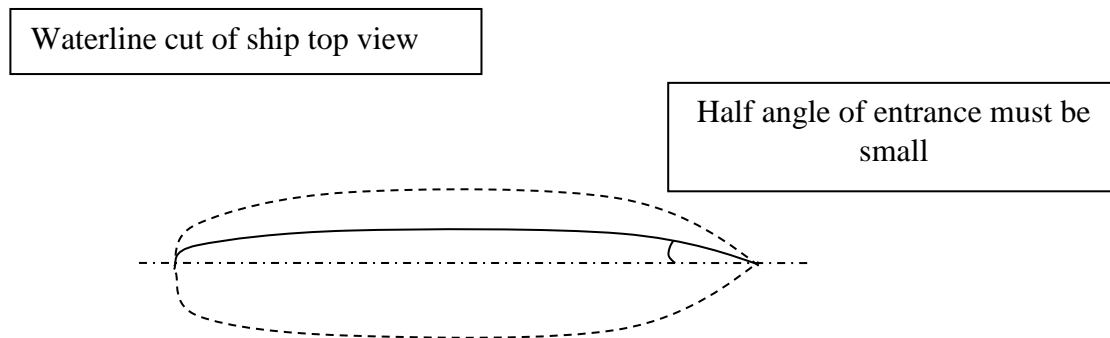 Waterline cut of ship top view
Half angle of entrance must be
small